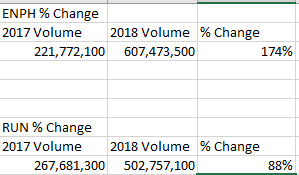 ENPH % Change
2017 Volume 2018 Volume % Change
221,772,100 607,473,500 174%
RUN % Change
2017 Volume 2018 Volume % Change
267,681,300 502,757,100 88%